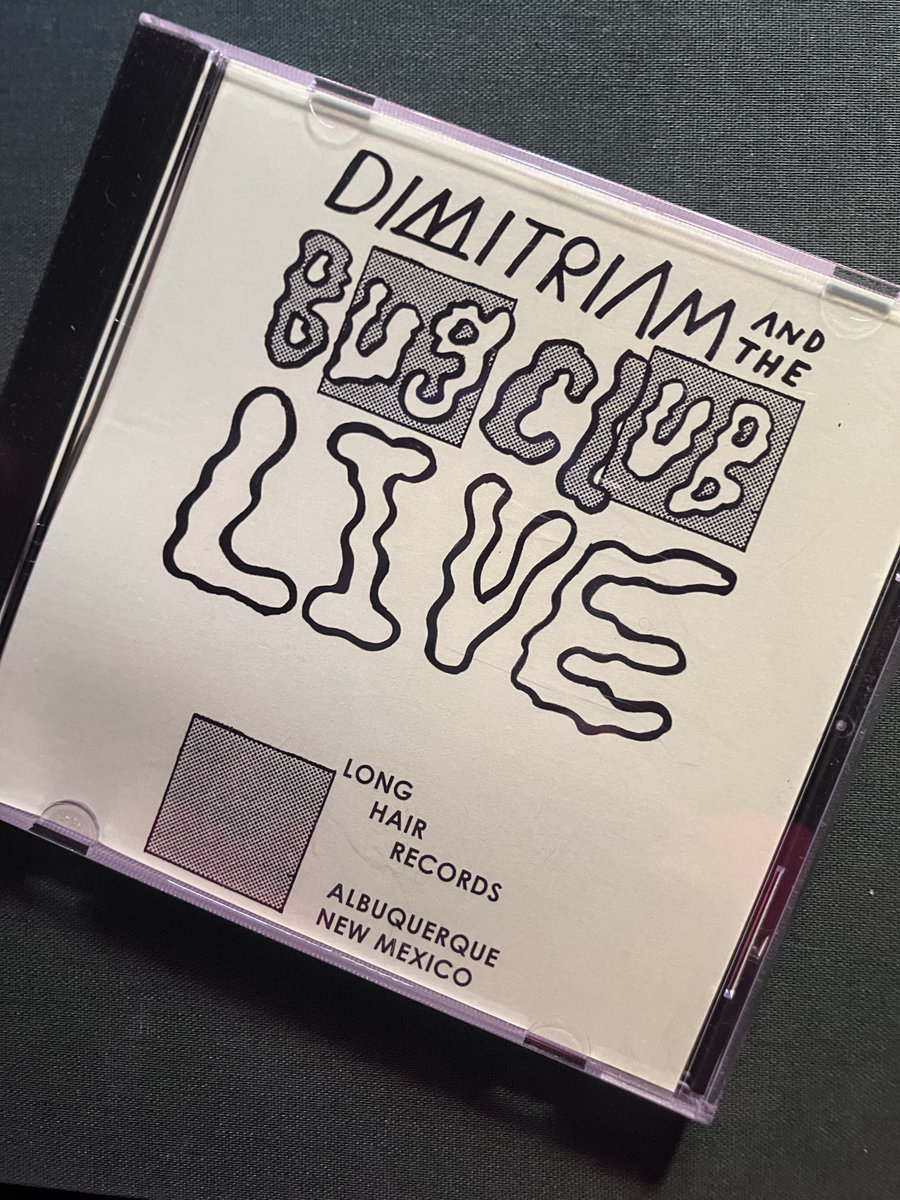 DIMITRIAM AND THE
BUg ClUB
LIVE
LONG
HAIR
RECORDS
ALBUQUERQUE
NEW MEXICO